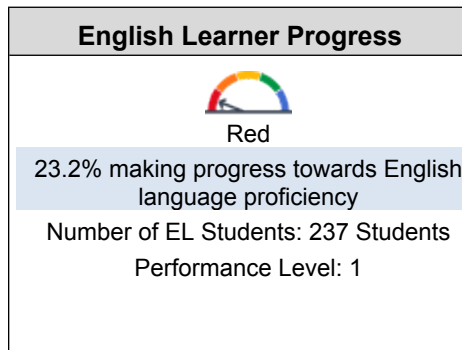 English Learner Progress
Red
23.2% making progress towards English
language proficiency
Number of EL Students: 237 Students
Performance Level: 1